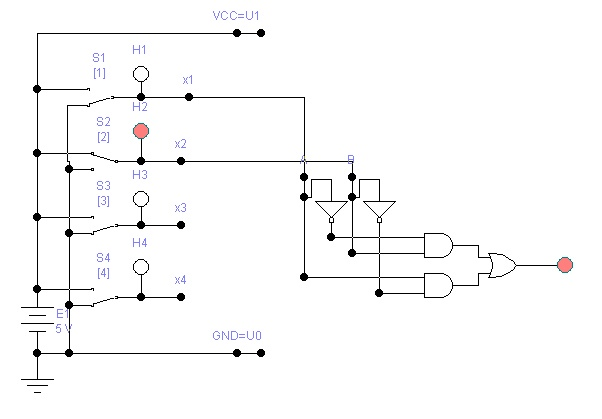 VCC=U1
S1
[1]
H1
x1
H2
S2
[2]
x2
A
B
S3
[3]
H3
x3
S4
[4]
H4
x4
E1
5 V
GND=U0